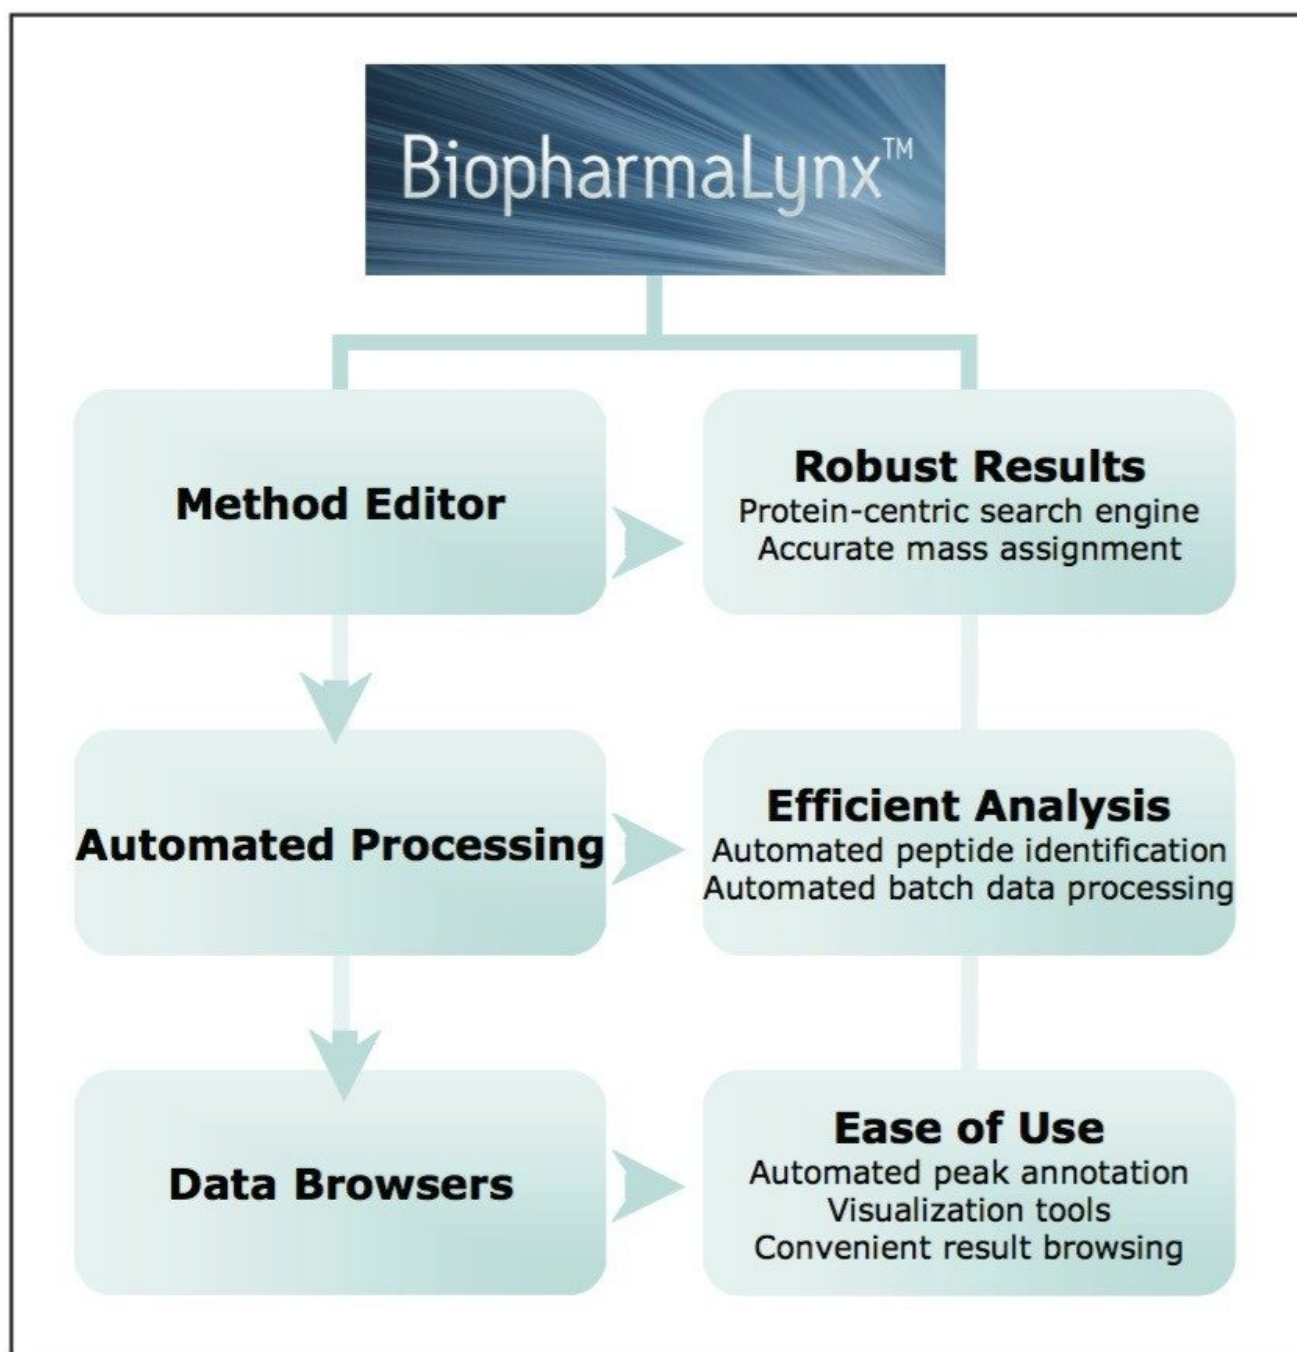 BiopharmaLynx™
Method Editor
Robust Results
Protein-centric search engine
Accurate mass assignment
Automated Processing
Efficient Analysis
Automated peptide identification
Automated batch data processing
Data Browsers
Ease of Use
Automated peak annotation
Visualization tools
Convenient result browsing